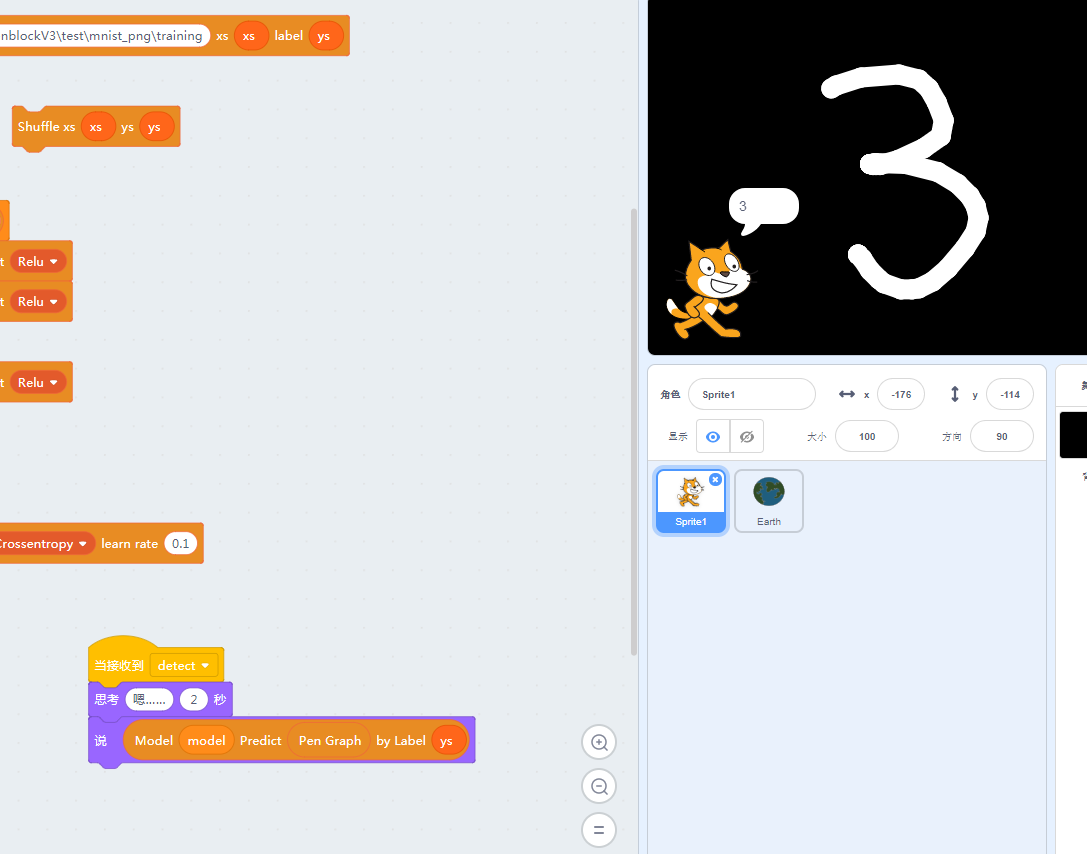 nblockV3\test\mnist_png\training xs xs label ys
Shuffle xs xs ys ys
t Relu
t Relu
t Relu
Crossentropy learn rate 0.1
当接收到 detect
思考 嗯…… 2 秒
说 Model model Predict Pen Graph by Label ys
3
3
角色 Sprite1 x -176 y -114
显示 大小 100 方向 90
Sprite1
Earth